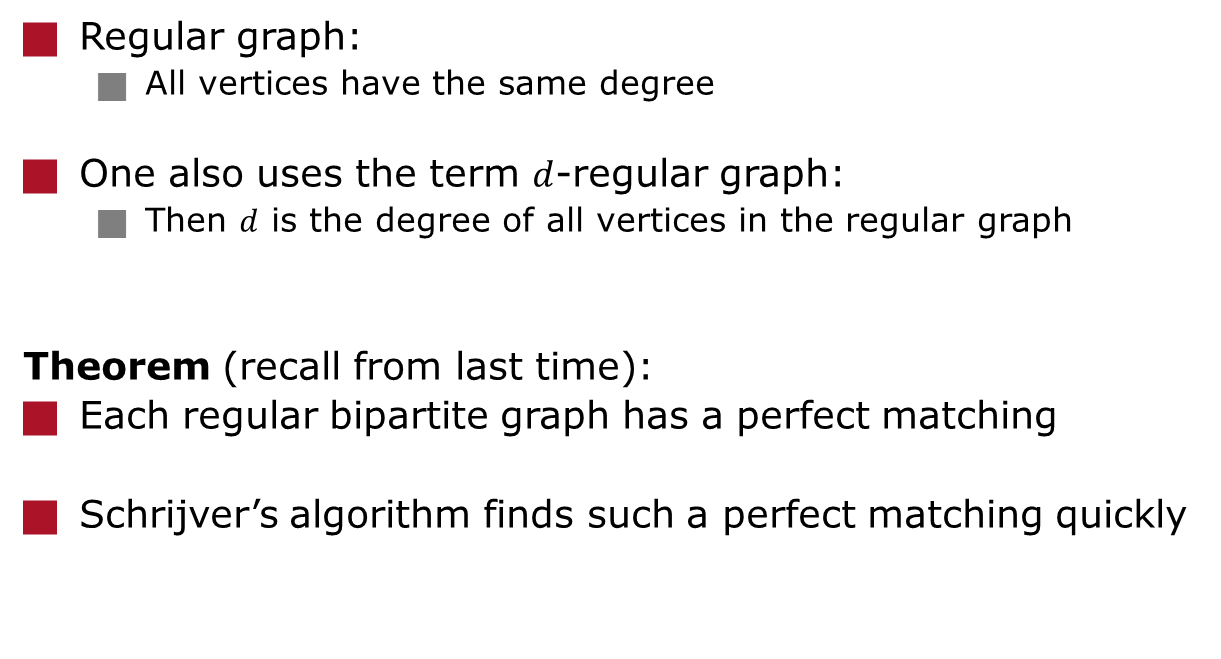 Regular graph:
All vertices have the same degree
One also uses the term d-regular graph:
Then d is the degree of all vertices in the regular graph
Theorem (recall from last time):
Each regular bipartite graph has a perfect matching
Schrijver’s algorithm finds such a perfect matching quickly